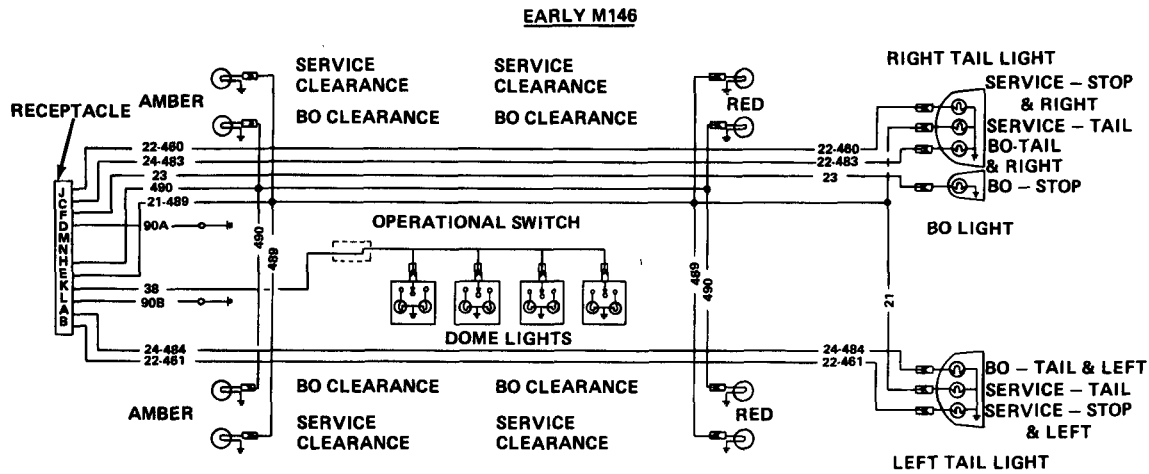 EARLY M146
RIGHT TAIL LIGHT
SERVICE CLEARANCE
SERVICE CLEARANCE
SERVICE – STOP & RIGHT
RECEPTACLE
AMBER
BO CLEARANCE
BO CLEARANCE
RED
SERVICE – TAIL
BO-TAIL & RIGHT
22-460
22-460
24-483
22-483
23
23
BO – STOP
490
21-489
J
C
F
D
M
N
H
E
K
L
A
B
90A
OPERATIONAL SWITCH
BO LIGHT
490
489
489
490
21
38
90B
DOME LIGHTS
24-484
24-484
22-461
22-461
BO – TAIL & LEFT
BO CLEARANCE
BO CLEARANCE
SERVICE – TAIL
AMBER
RED
SERVICE – STOP & LEFT
SERVICE CLEARANCE
SERVICE CLEARANCE
LEFT TAIL LIGHT